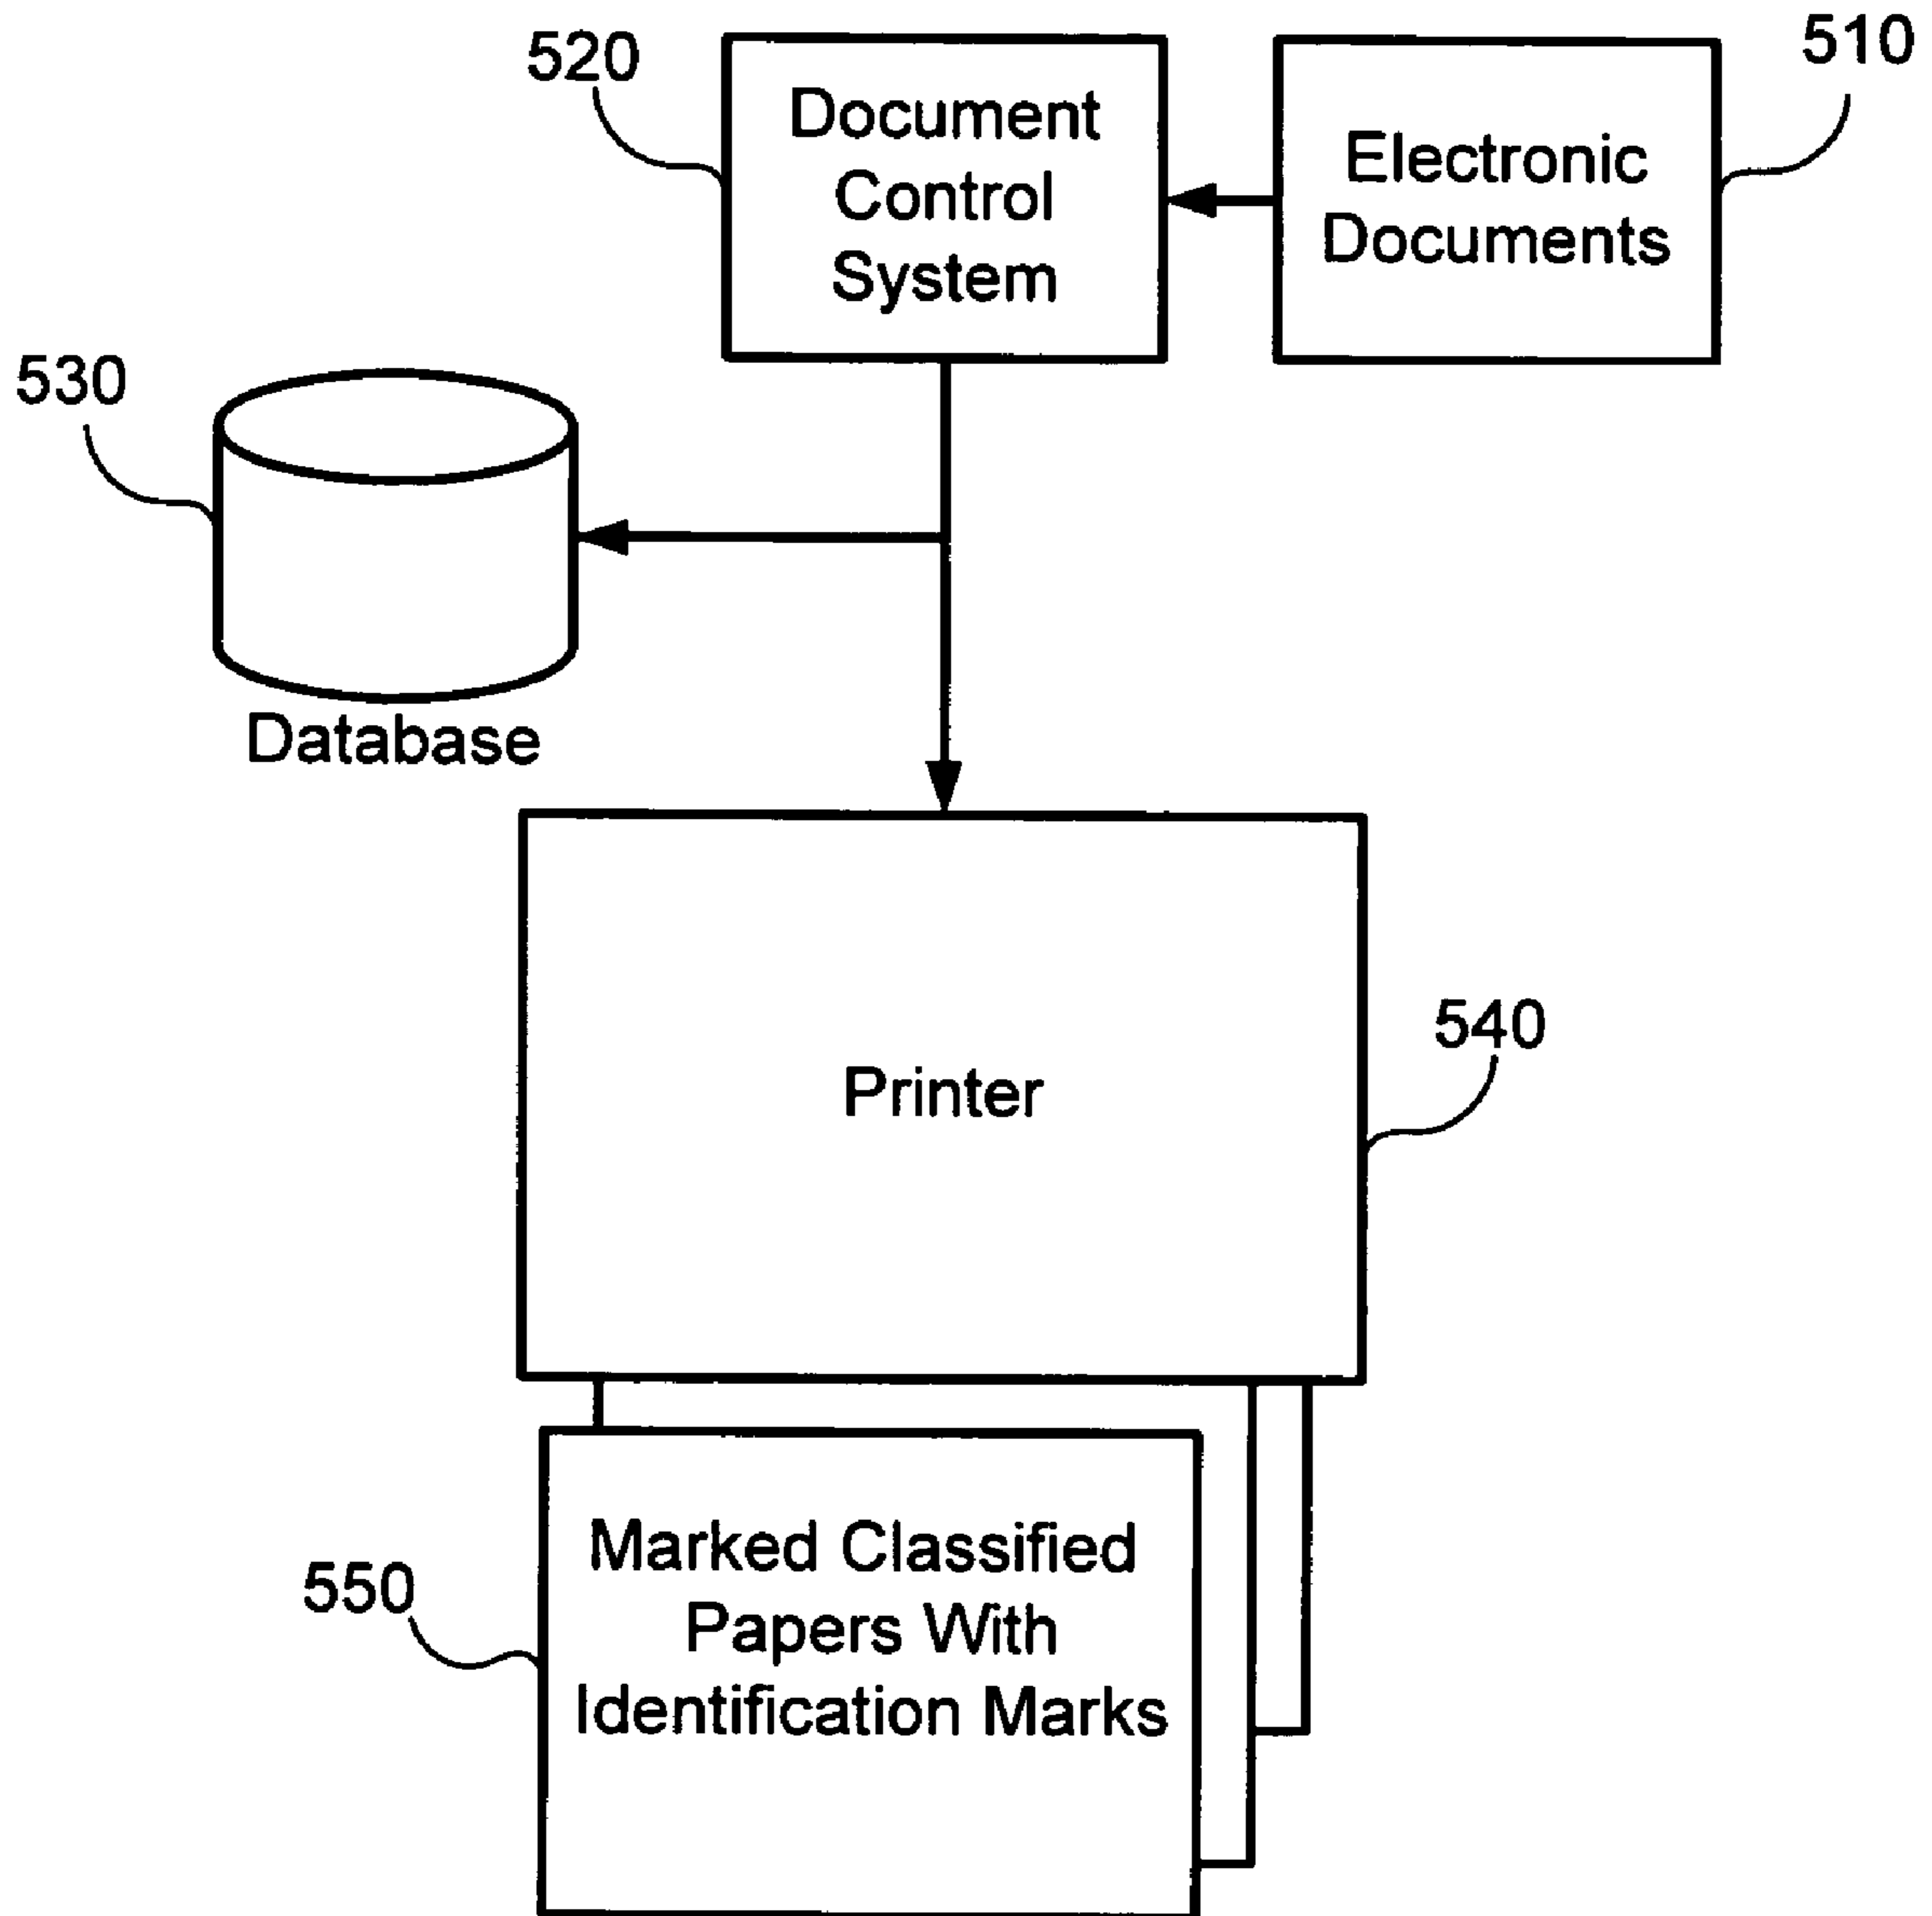 520
Document
Control
System
510
Electronic
Documents
530
Database
Printer
540
550
Marked Classified
Papers With
Identification Marks